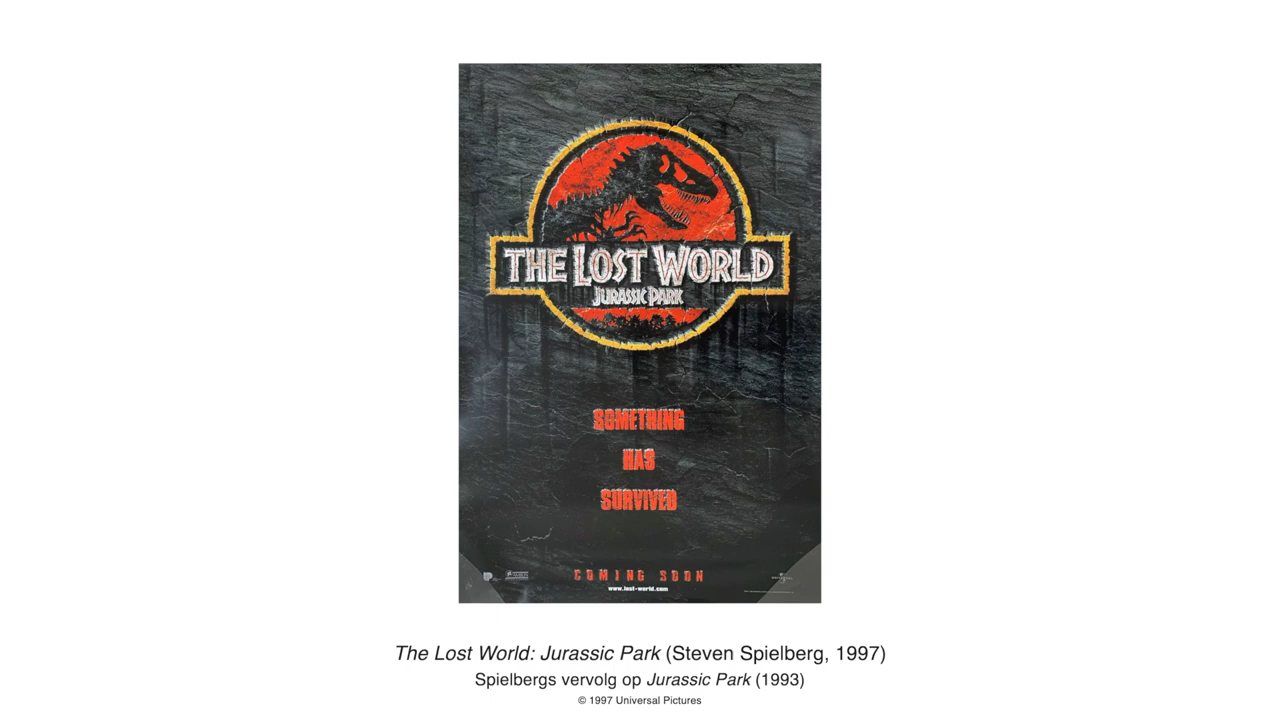 THE LOST WORLD
JURASSIC PARK
SOMETHING
HAS
SURVIVED
COMING SOON
www.lost-world.com
UNIVERSAL
The Lost World: Jurassic Park (Steven Spielberg, 1997)
Spielbergs vervolg op Jurassic Park (1993)
© 1997 Universal Pictures